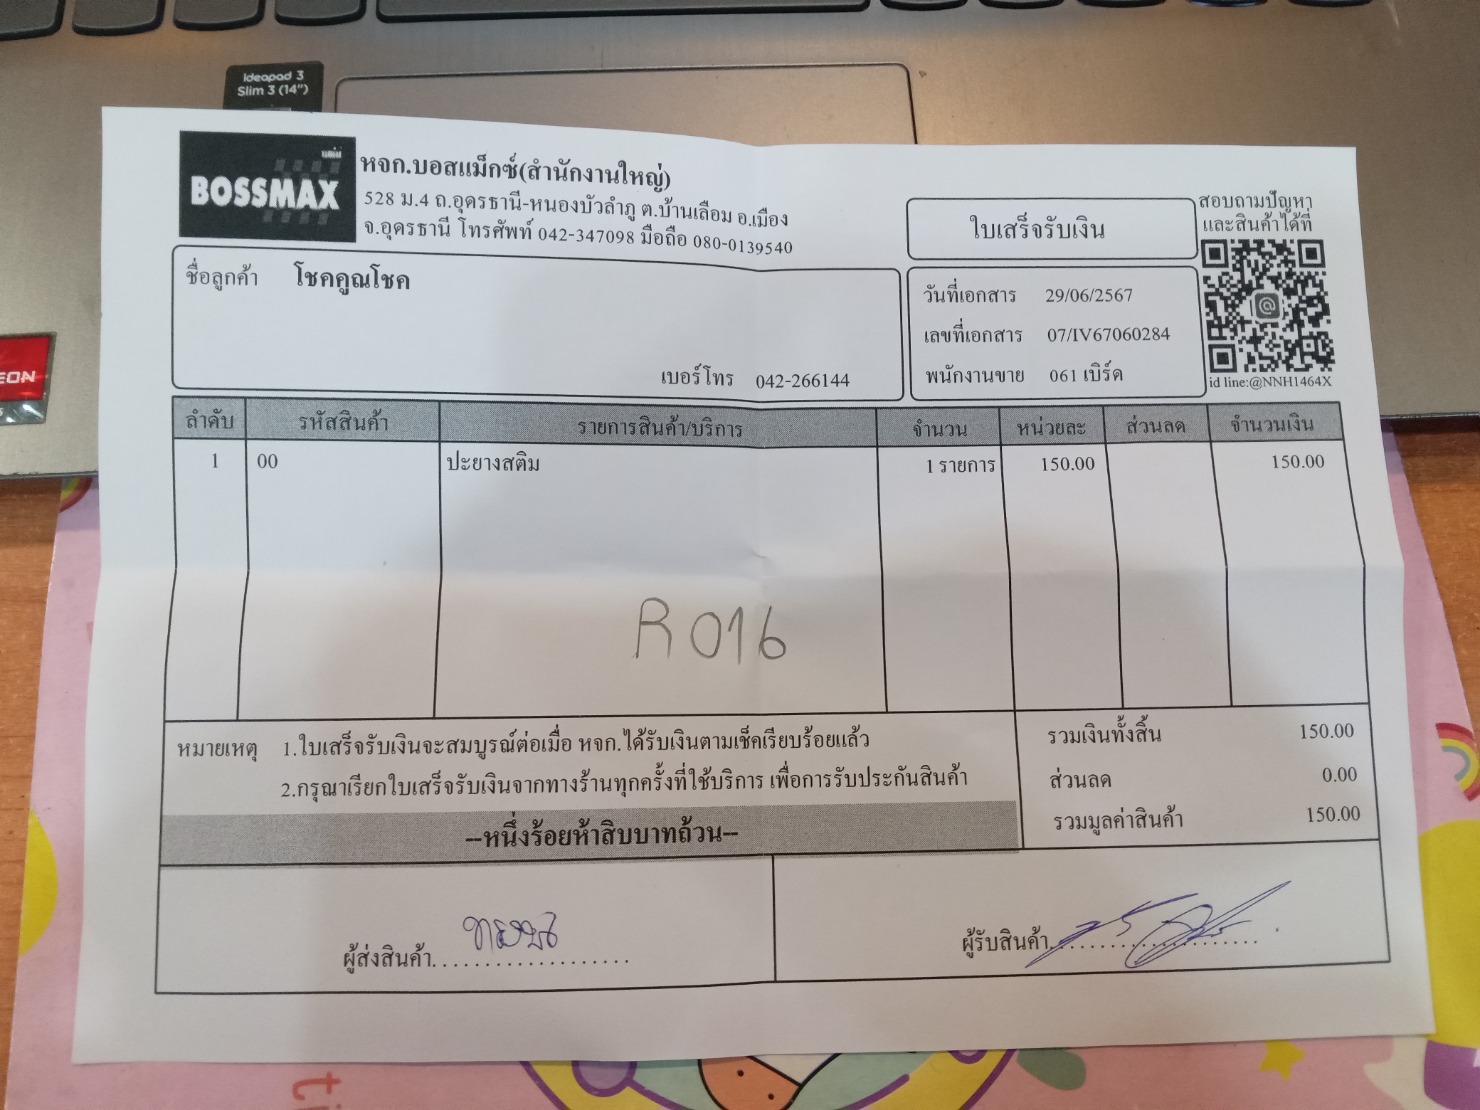 Ideapad 3
Slim 3 (14")
แผ่น
BOSSMAX
หจก.บอสแม็กซ์(สำนักงานใหญ่)
528 ม.4 ถ.อุดรธานี-หนองบัวลำภู ต.บ้านเลื่อม อ.เมือง
จ.อุดรธานี โทรศัพท์ 042-347098 มือถือ 080-0139540
ใบเสร็จรับเงิน
สอบถามปัญหา
และสินค้าได้ที่
id line:@NNH1464X
ชื่อลูกค้า โชคคูณโชค
เบอร์โทร 042-266144
วันที่เอกสาร 29/06/2567
เลขที่เอกสาร 07/IV67060284
พนักงานขาย 061 เบิร์ด
ลำดับ รหัสสินค้า รายการสินค้า/บริการ จำนวน หน่วยละ ส่วนลด จำนวนเงิน
1 00 ปะยางสติม 1 รายการ 150.00 150.00
R016
หมายเหตุ 1.ใบเสร็จรับเงินจะสมบูรณ์ต่อเมื่อ หจก.ได้รับเงินตามเช็คเรียบร้อยแล้ว
2.กรุณาเรียกใบเสร็จรับเงินจากทางร้านทุกครั้งที่ใช้บริการ เพื่อการรับประกันสินค้า
--หนึ่งร้อยห้าสิบบาทถ้วน--
รวมเงินทั้งสิ้น 150.00
ส่วนลด 0.00
รวมมูลค่าสินค้า 150.00
ผู้ส่งสินค้า....................
ผู้รับสินค้า......................